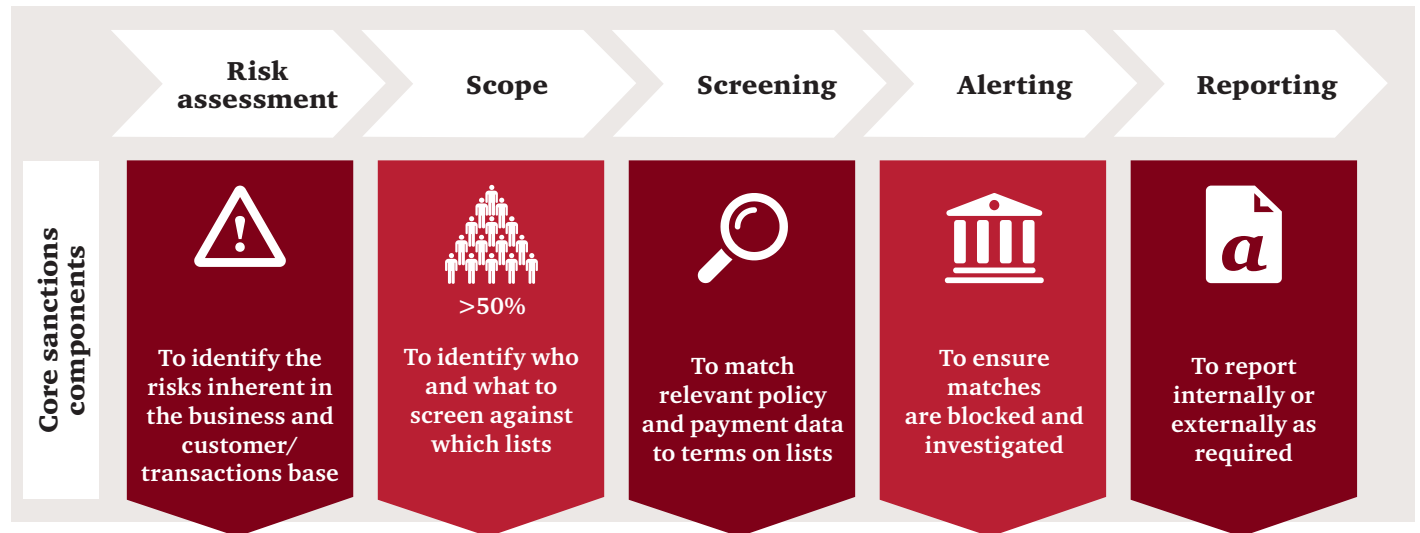 Risk
assessment
Scope
Screening
Alerting
Reporting
Core sanctions
components
!
To identify the
risks inherent in
the business and
customer/
transactions base
>50%
To identify who
and what to
screen against
which lists
To match
relevant policy
and payment data
to terms on lists
To ensure
matches
are blocked and
investigated
a
To report
internally or
externally as
required